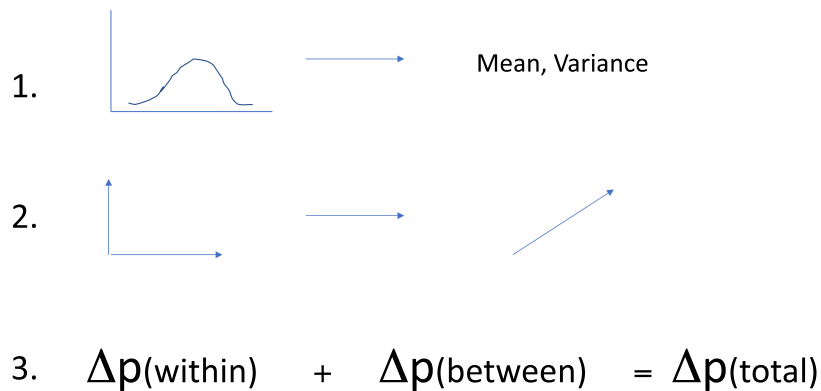 1. Mean, Variance
2.
3. Δp(within) + Δp(between) = Δp(total)